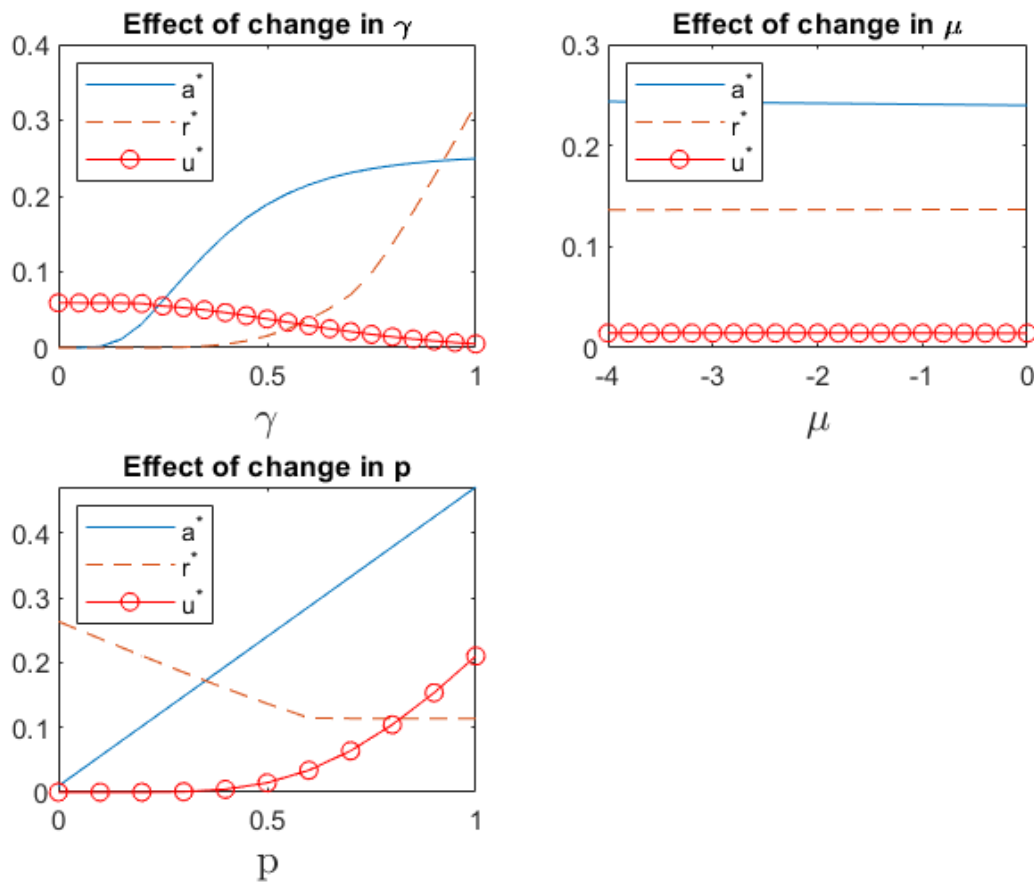 Effect of change in γ
0.4
0.3
0.2
0.1
0
a*
r*
u*
0
0.5
1
γ
Effect of change in μ
0.3
0.2
0.1
0
a*
r*
u*
-4
-3
-2
-1
0
μ
Effect of change in p
0.4
0.3
0.2
0.1
0
a*
r*
u*
0
0.5
1
p